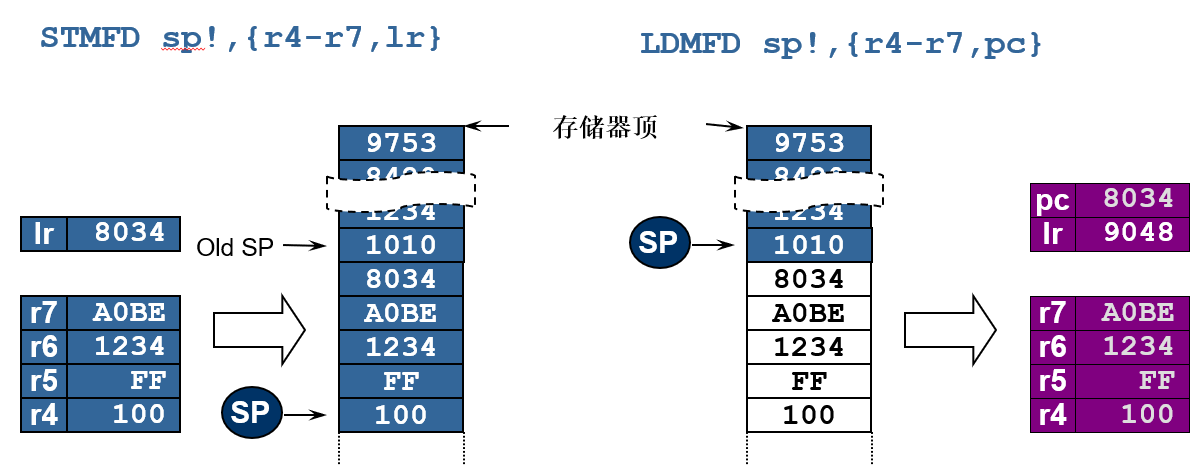 STMFD sp!,{r4-r7,lr}
LDMFD sp!,{r4-r7,pc}
存储器顶
lr 8034
r7 A0BE
r6 1234
r5 FF
r4 100
Old SP
SP
9753
1234
1010
8034
A0BE
1234
FF
100
SP
9753
1234
1010
8034
A0BE
1234
FF
100
pc 8034
lr 9048
r7 A0BE
r6 1234
r5 FF
r4 100